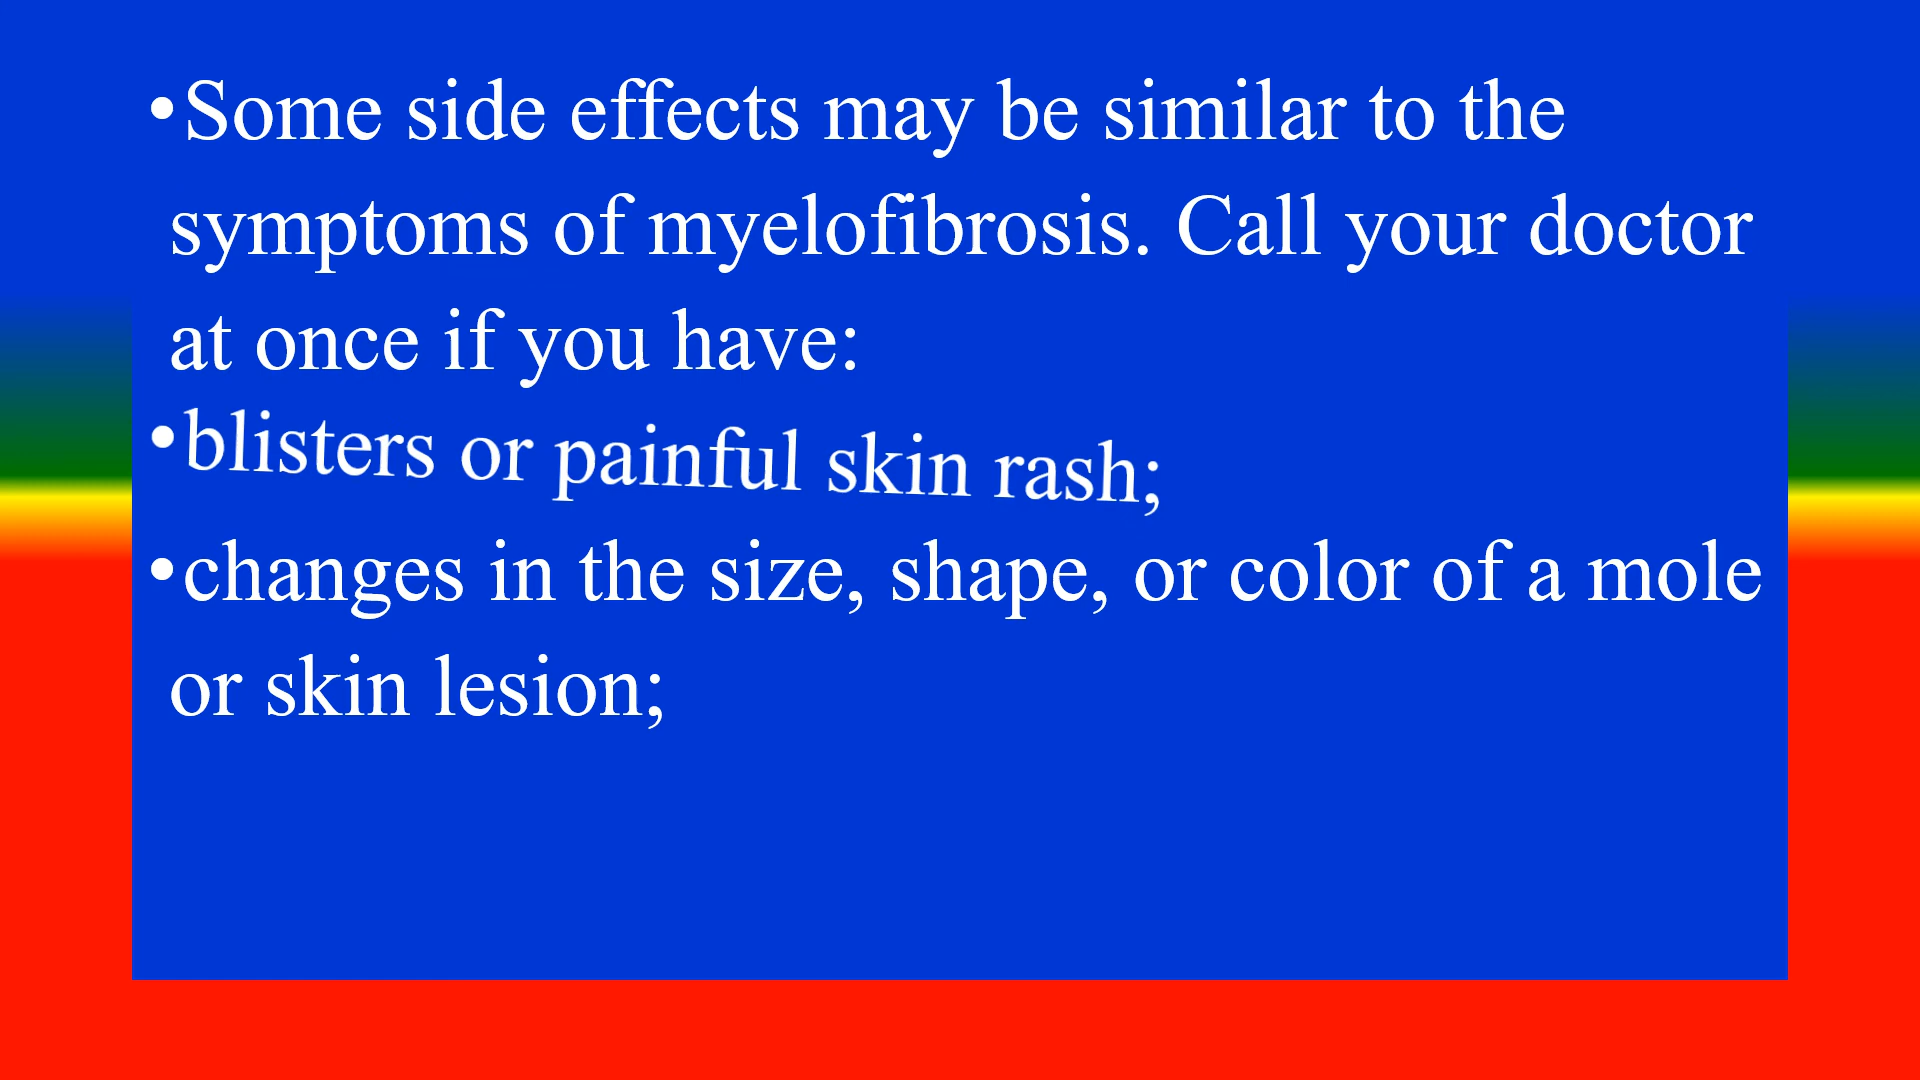 •Some side effects may be similar to the
symptoms of myelofibrosis. Call your doctor
at once if you have:
•blisters or painful skin rash;
•changes in the size, shape, or color of a mole
or skin lesion;